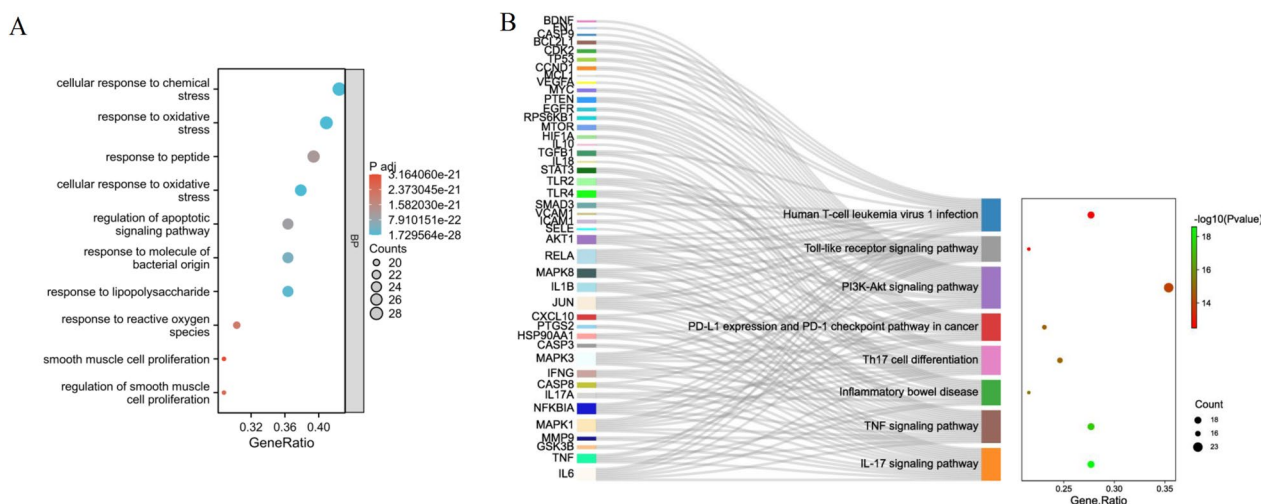 A
cellular response to chemical
stress
response to oxidative
stress
response to peptide
cellular response to oxidative
stress
regulation of apoptotic
signaling pathway
response to molecule of
bacterial origin
response to lipopolysaccharide
response to reactive oxygen
species
smooth muscle cell proliferation
regulation of smooth muscle
cell proliferation
0.32
0.36
0.40
GeneRatio
BP
P adj
3.164060e-21
2.373045e-21
1.582030e-21
7.910151e-22
1.729564e-28
Counts
20
22
24
26
28
B
BDNF
FN1
CASP9
BCL2L1
CDK2
TP53
CCND1
MCL1
VEGFA
MYC
PTEN
EGFR
RPS6KB1
MTOR
HIF1A
IL10
TGFB1
IL18
STAT3
TLR2
TLR4
SMAD3
VCAM1
ICAM1
SELE
AKT1
RELA
MAPK8
IL1B
JUN
CXCL10
PTGS2
HSP90AA1
CASP3
MAPK3
IFNG
CASP8
IL17A
NFKBIA
MAPK1
MMP9
GSK3B
TNF
IL6
Human T-cell leukemia virus 1 infection
Toll-like receptor signaling pathway
PI3K-Akt signaling pathway
PD-L1 expression and PD-1 checkpoint pathway in cancer
Th17 cell differentiation
Inflammatory bowel disease
TNF signaling pathway
IL-17 signaling pathway
0.25
0.30
0.35
Gene.Ratio
-log10(Pvalue)
18
16
14
Count
18
16
23